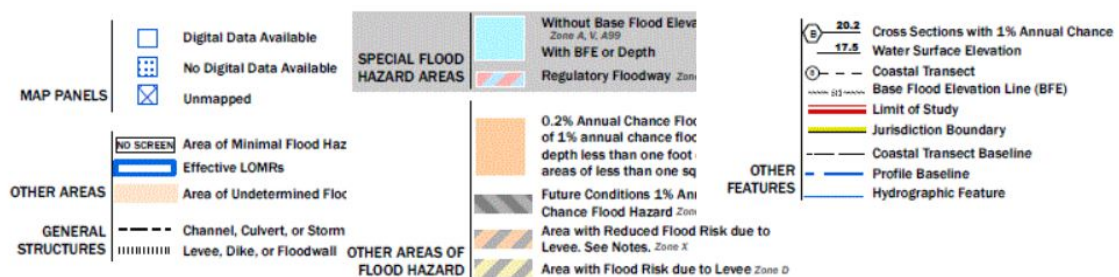 MAP PANELS
Digital Data Available
No Digital Data Available
Unmapped
OTHER AREAS
NO SCREEN Area of Minimal Flood Haz
Effective LOMRs
Area of Undetermined Floo
GENERAL
STRUCTURES
Channel, Culvert, or Storm
Levee, Dike, or Floodwall
SPECIAL FLOOD
HAZARD AREAS
Without Base Flood Eleva
Zone A, V, A99
With BFE or Depth
Regulatory Floodway Zone
OTHER AREAS OF
FLOOD HAZARD
0.2% Annual Chance Floo
of 1% annual chance floo
depth less than one foot
areas of less than one sq
Future Conditions 1% Ann
Chance Flood Hazard Zone
Area with Reduced Flood Risk due to
Levee. See Notes. Zone X
Area with Flood Risk due to Levee Zone D
OTHER
FEATURES
B 20.2 Cross Sections with 1% Annual Chance
17.5 Water Surface Elevation
8 Coastal Transect
513 Base Flood Elevation Line (BFE)
Limit of Study
Jurisdiction Boundary
Coastal Transect Baseline
Profile Baseline
Hydrographic Feature